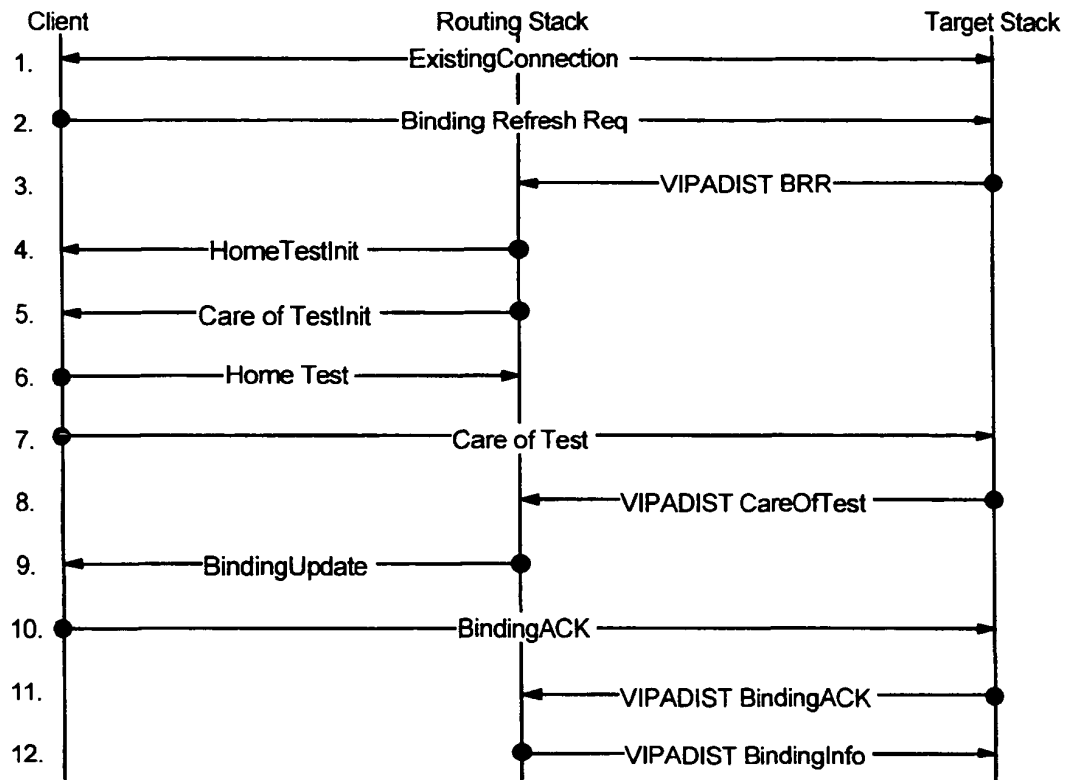 Client Routing Stack Target Stack
1. ExistingConnection
2. Binding Refresh Req
3. VIPADIST BRR
4. HomeTestInit
5. Care of TestInit
6. Home Test
7. Care of Test
8. VIPADIST CareOfTest
9. BindingUpdate
10. BindingACK
11. VIPADIST BindingACK
12. VIPADIST BindingInfo